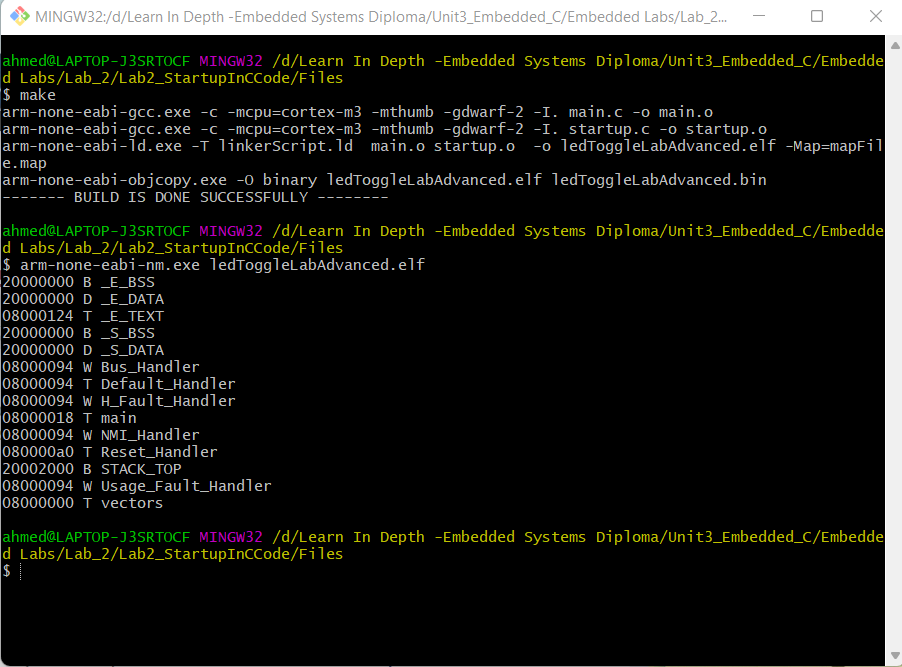 MINGW32:/d/Learn In Depth -Embedded Systems Diploma/Unit3_Embedded_C/Embedded Labs/Lab_2...
ahmed@LAPTOP-J3SRTOCF MINGW32 /d/Learn In Depth -Embedded Systems Diploma/Unit3_Embedded_C/Embedde
d Labs/Lab_2/Lab2_StartupInCCode/Files
$ make
arm-none-eabi-gcc.exe -c -mcpu=cortex-m3 -mthumb -gdwarf-2 -I. main.c -o main.o
arm-none-eabi-gcc.exe -c -mcpu=cortex-m3 -mthumb -gdwarf-2 -I. startup.c -o startup.o
arm-none-eabi-ld.exe -T linkerScript.ld  main.o startup.o  -o ledToggleLabAdvanced.elf -Map=mapFil
e.map
arm-none-eabi-objcopy.exe -O binary ledToggleLabAdvanced.elf ledToggleLabAdvanced.bin
------- BUILD IS DONE SUCCESSFULLY --------
ahmed@LAPTOP-J3SRTOCF MINGW32 /d/Learn In Depth -Embedded Systems Diploma/Unit3_Embedded_C/Embedde
d Labs/Lab_2/Lab2_StartupInCCode/Files
$ arm-none-eabi-nm.exe ledToggleLabAdvanced.elf
20000000 B _E_BSS
20000000 D _E_DATA
08000124 T _E_TEXT
20000000 B _S_BSS
20000000 D _S_DATA
08000094 W Bus_Handler
08000094 T Default_Handler
08000094 W H_Fault_Handler
08000018 T main
08000094 W NMI_Handler
080000a0 T Reset_Handler
20002000 B STACK_TOP
08000094 W Usage_Fault_Handler
08000000 T vectors
ahmed@LAPTOP-J3SRTOCF MINGW32 /d/Learn In Depth -Embedded Systems Diploma/Unit3_Embedded_C/Embedde
d Labs/Lab_2/Lab2_StartupInCCode/Files
$